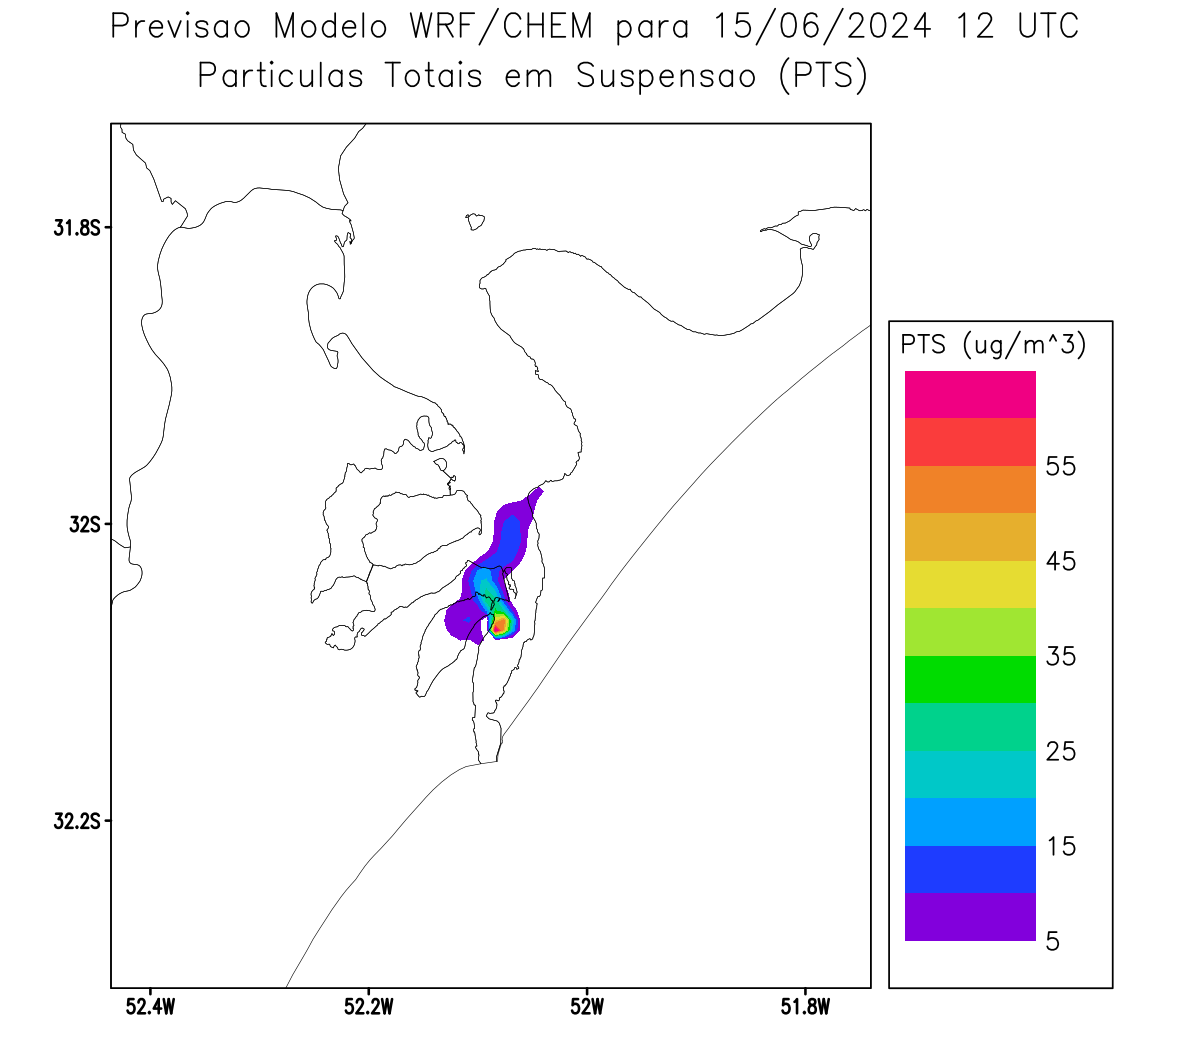 Previsao Modelo WRF/CHEM para 15/06/2024 12 UTC
Particulas Totais em Suspensao (PTS)
31.8S
32S
32.2S
52.4W
52.2W
52W
51.8W
PTS (ug/m^3)
55
45
35
25
15
5